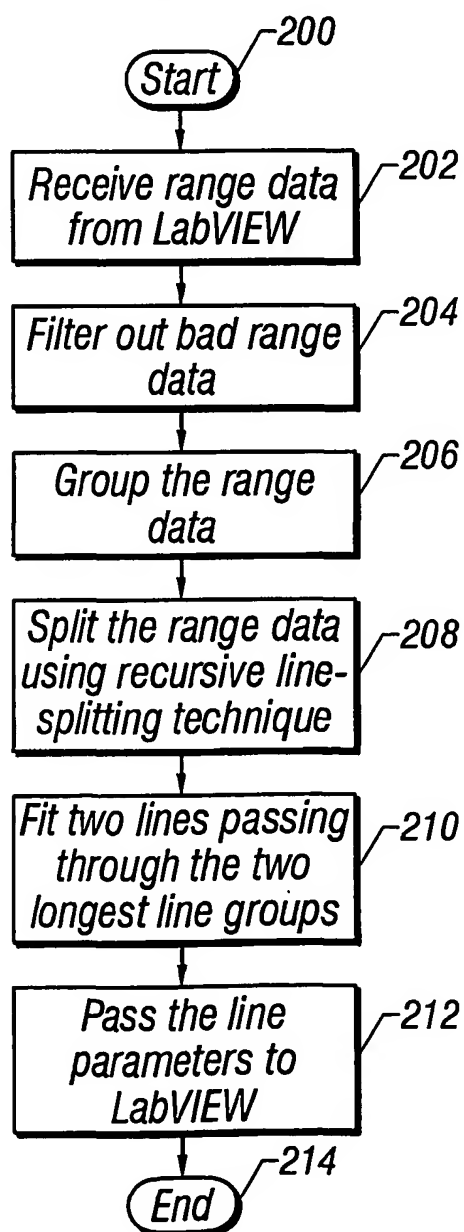 200
Start
202
Receive range data
from LabVIEW
204
Filter out bad range
data
206
Group the range
data
208
Split the range data
using recursive line-
splitting technique
210
Fit two lines passing
through the two
longest line groups
212
Pass the line
parameters to
LabVIEW
214
End